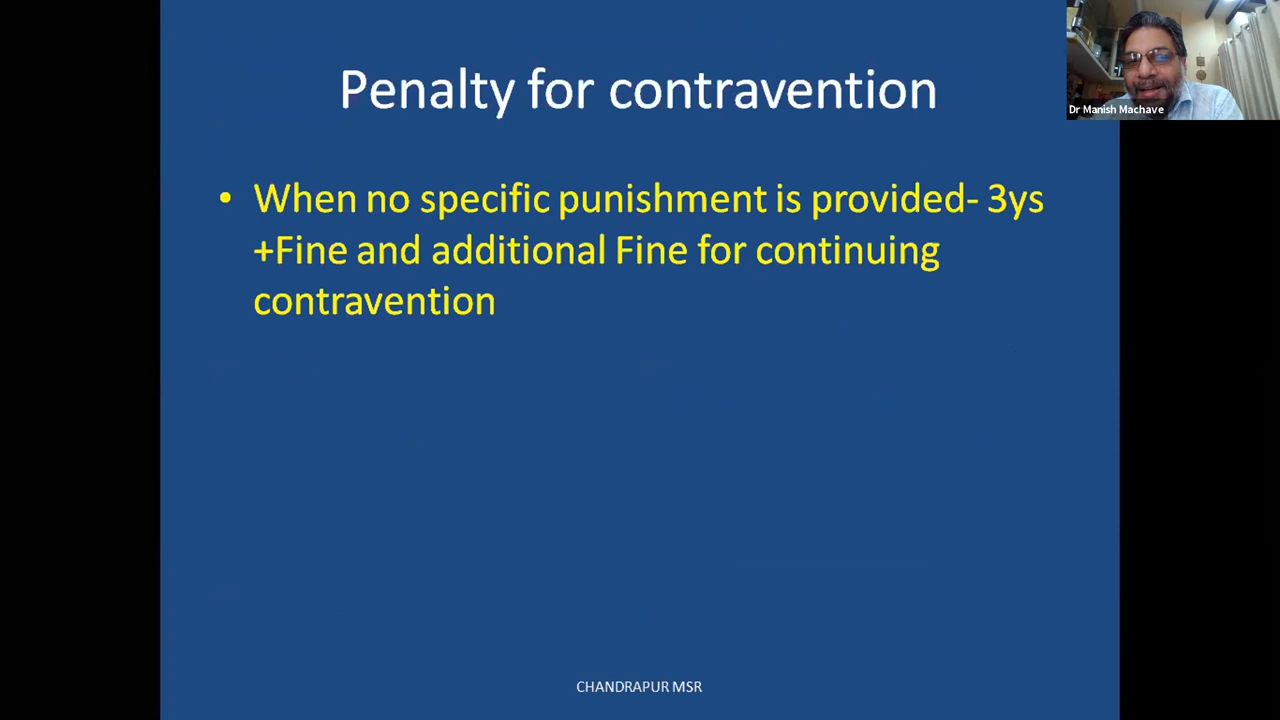 Penalty for contravention
Dr Manish Machave
• When no specific punishment is provided- 3ys
+Fine and additional Fine for continuing
contravention
CHANDRAPUR MSR